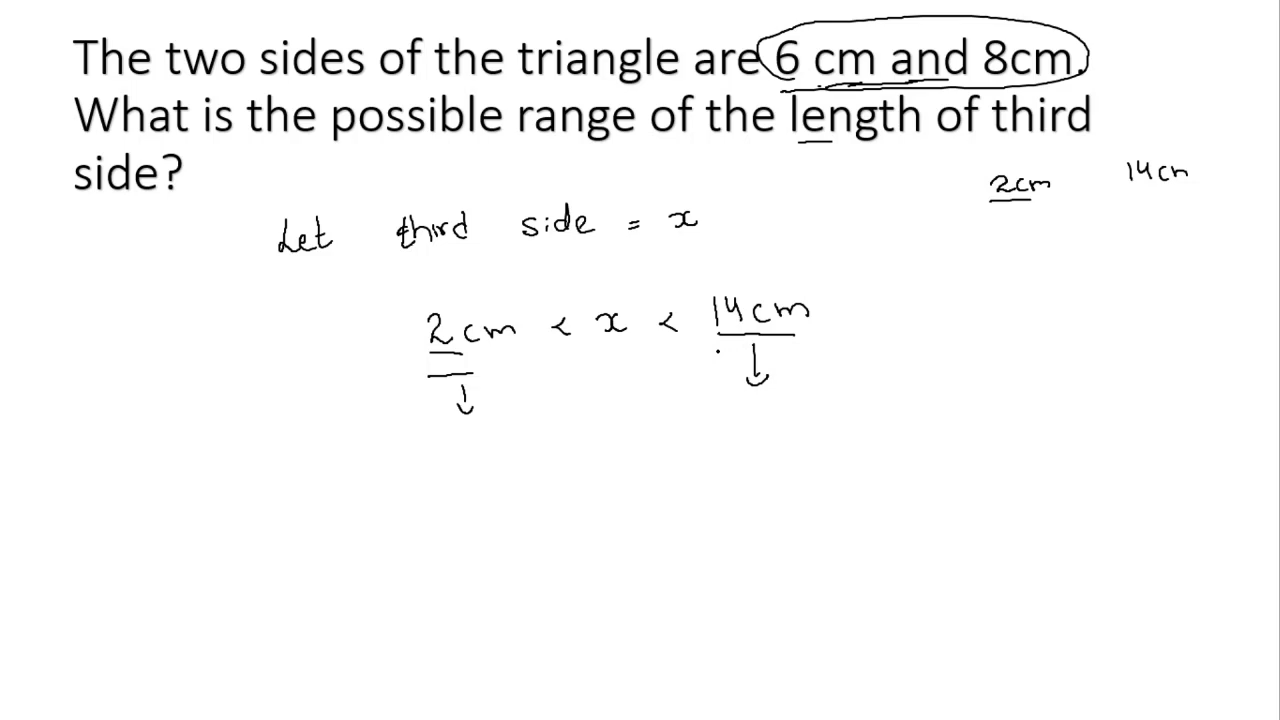 The two sides of the triangle are 6 cm and 8cm.
What is the possible range of the length of third
side?
2cm 14cm
Let third side = x
2cm < x < 14cm